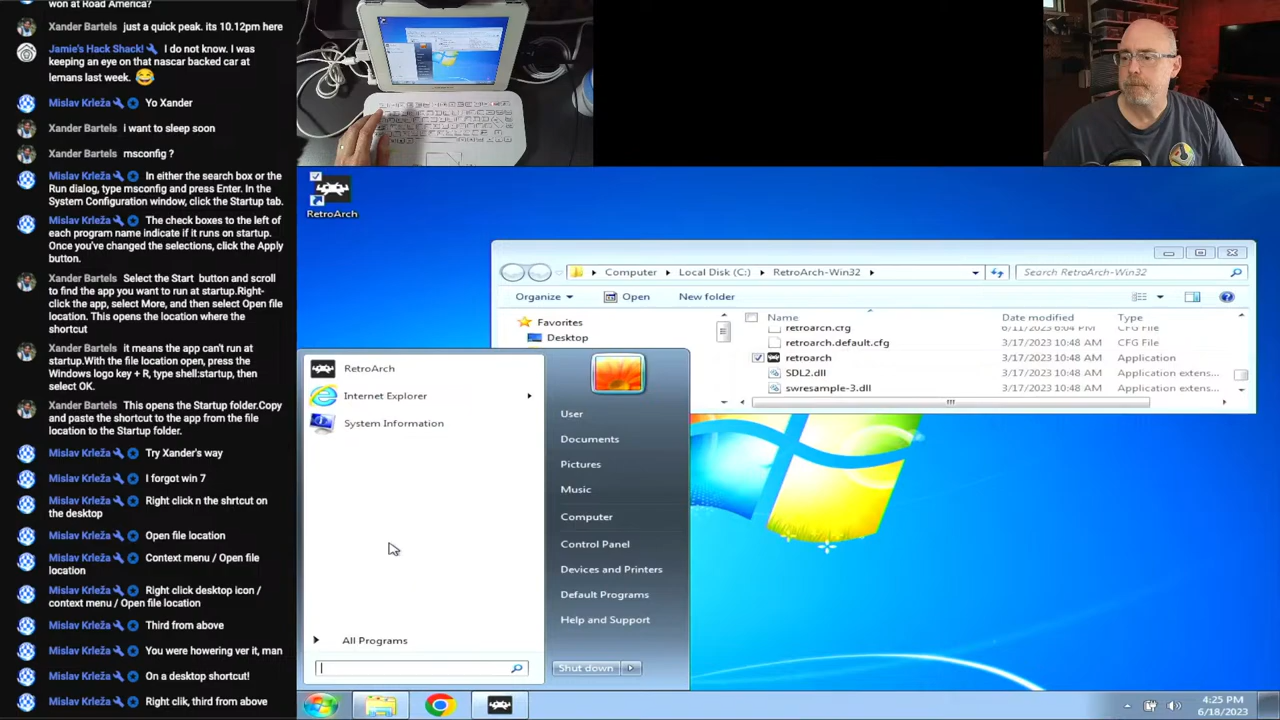 won at Road America?
Xander Bartels just a quick peak. its 10.12pm here
Jamie's Hack Shack! I do not know. I was
keeping an eye on that nascar backed car at
lemans last week. 😂
Mislav Krleža Yo Xander
Xander Bartels i want to sleep soon
Xander Bartels msconfig ?
Mislav Krleža In either the search box or the
Run dialog, type msconfig and press Enter. In the
System Configuration window, click the Startup tab.
Mislav Krleža The check boxes to the left of
each program name indicate if it runs on startup.
Once you've changed the selections, click the Apply
button.
Xander Bartels Select the Start button and scroll
to find the app you want to run at startup.Right-
click the app, select More, and then select Open file
location. This opens the location where the
shortcut
Xander Bartels it means the app can't run at
startup.With the file location open, press the
Windows logo key + R, type shell:startup, then
select OK.
Xander Bartels This opens the Startup folder.Copy
and paste the shortcut to the app from the file
location to the Startup folder.
Mislav Krleža Try Xander's way
Mislav Krleža I forgot win 7
Mislav Krleža Right click n the shrtcut on
the desktop
Mislav Krleža Open file location
Mislav Krleža Context menu / Open file
location
Mislav Krleža Right click desktop icon /
context menu / Open file location
Mislav Krleža Third from above
Mislav Krleža You were howering ver it, man
Mislav Krleža On a desktop shortcut!
Mislav Krleža Right clik, third from above
RetroArch
Computer Local Disk (C:) RetroArch-Win32
Search RetroArch-Win32
Organize Open New folder
Favorites
Desktop
Name Date modified Type
retroarch.cfg 6/11/2023 6:04 PM CFG File
retroarch.default.cfg 3/17/2023 10:48 AM CFG File
retroarch 3/17/2023 10:48 AM Application
SDL2.dll 3/17/2023 10:48 AM Application extens...
swresample-3.dll 3/17/2023 10:48 AM Application extens...
RetroArch
Internet Explorer
System Information
All Programs
User
Documents
Pictures
Music
Computer
Control Panel
Devices and Printers
Default Programs
Help and Support
Shut down
4:25 PM
6/18/2023